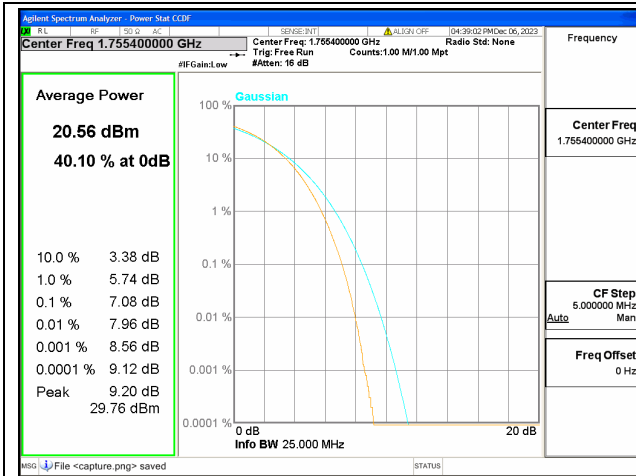 Agilent Spectrum Analyzer - Power Stat CCDF
RL RF 50 Ω AC SENSE:INT ALIGN OFF 04:39:02 PM Dec 06, 2023
Center Freq 1.755400000 GHz
Center Freq: 1.755400000 GHz Radio Std: None
Trig: Free Run Counts:1.00 M/1.00 Mpt
#IFGain:Low #Atten: 16 dB
Frequency
Average Power
20.56 dBm
40.10 % at 0dB
10.0 % 3.38 dB
1.0 % 5.74 dB
0.1 % 7.08 dB
0.01 % 7.96 dB
0.001 % 8.56 dB
0.0001 % 9.12 dB
Peak 9.20 dB
29.76 dBm
Gaussian
100 %
10 %
1 %
0.1 %
0.01 %
0.001 %
0.0001 %
0 dB 20 dB
Info BW 25.000 MHz
Center Freq
1.755400000 GHz
CF Step
5.000000 MHz
Auto Man
Freq Offset
0 Hz
MSG File <capture.png> saved STATUS